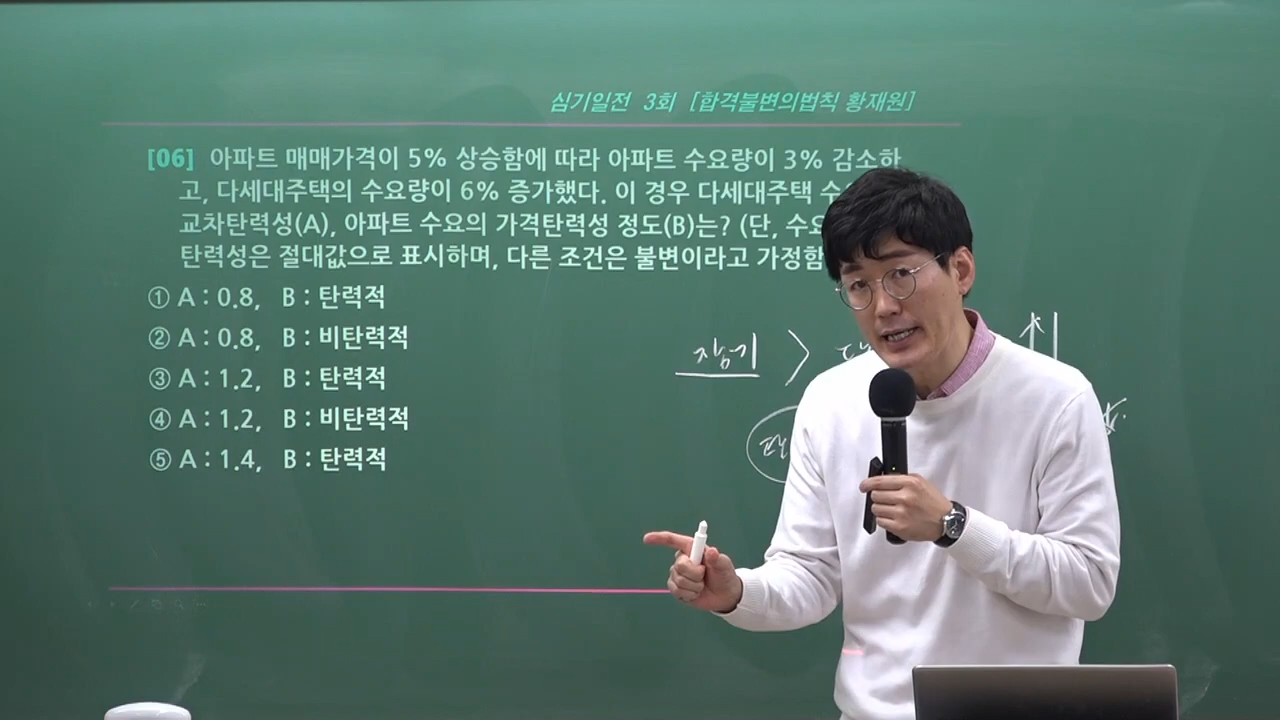 심기일전 3회 [합격불변의법칙 황재원]
[06] 아파트 매매가격이 5% 상승함에 따라 아파트 수요량이 3% 감소하
고, 다세대주택의 수요량이 6% 증가했다. 이 경우 다세대주택
교차탄력성(A), 아파트 수요의 가격탄력성 정도(B)는? (단,
탄력성은 절대값으로 표시하며, 다른 조건은 불변이라고 가정함
① A : 0.8, B : 탄력적
② A : 0.8, B : 비탄력적
③ A : 1.2, B : 탄력적
④ A : 1.2, B : 비탄력적
⑤ A : 1.4, B : 탄력적
장기 >